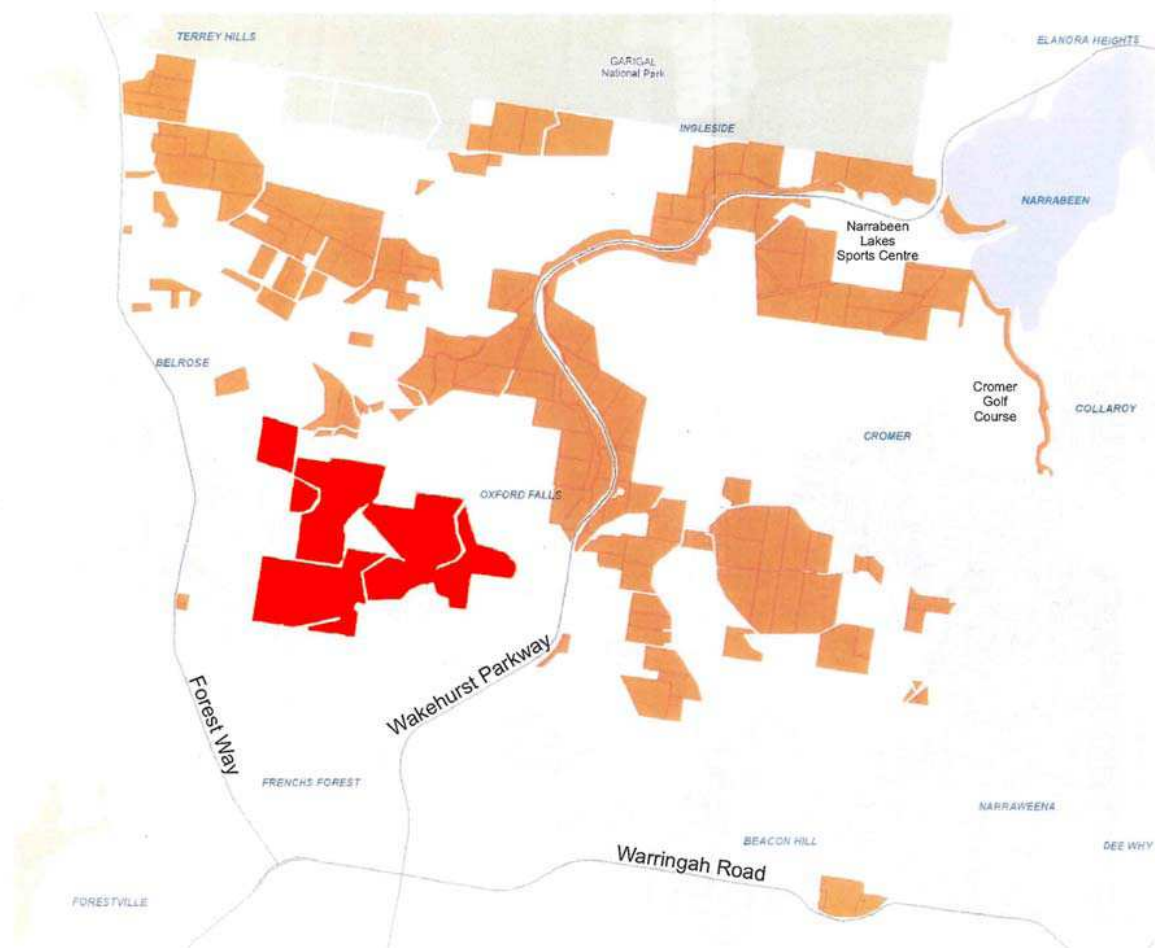 TERREY HILLS
ELANORA HEIGHTS
GARIGAL
National Park
INGLESIDE
NARRABEEN
Narrabeen
Lakes
Sports Centre
BELROSE
Cromer
Golf
Course
COLLAROY
CROMER
OXFORD FALLS
Wakehurst Parkway
Forest Way
FRENCHS FOREST
NARRAWEENA
BEACON HILL
DEE WHY
Warringah Road
FORESTVILLE